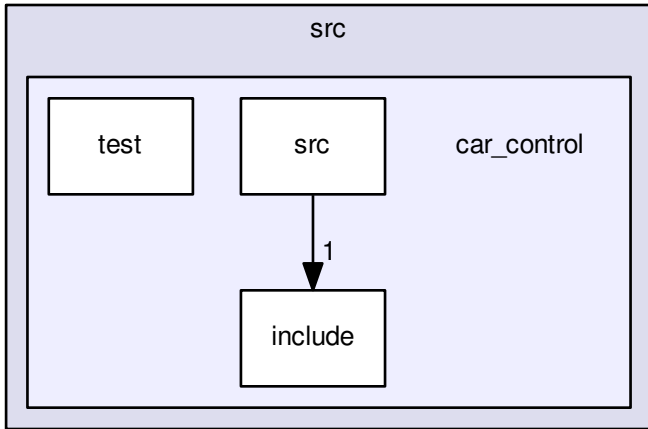 src
test
src
car_control
1
include